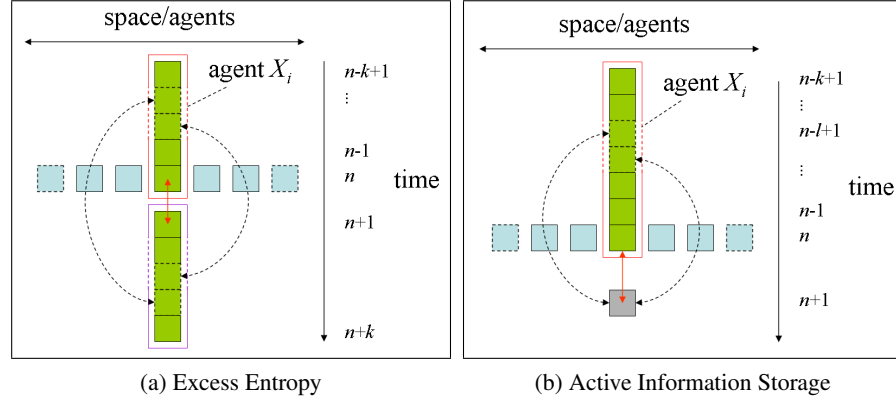 space/agents
agent X_i
n-k+1
⋮
n-1
n
time
n+1
n+k
(a) Excess Entropy
space/agents
agent X_i
n-k+1
⋮
n-l+1
⋮
n-1
n
time
n+1
(b) Active Information Storage